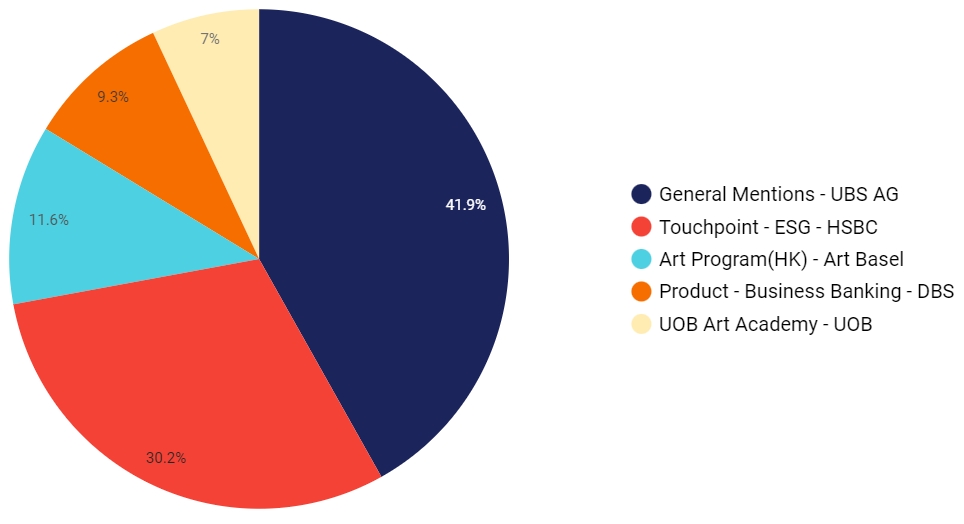 7%
9.3%
41.9%
11.6%
30.2%
General Mentions - UBS AG
Touchpoint - ESG - HSBC
Art Program(HK) - Art Basel
Product - Business Banking - DBS
UOB Art Academy - UOB